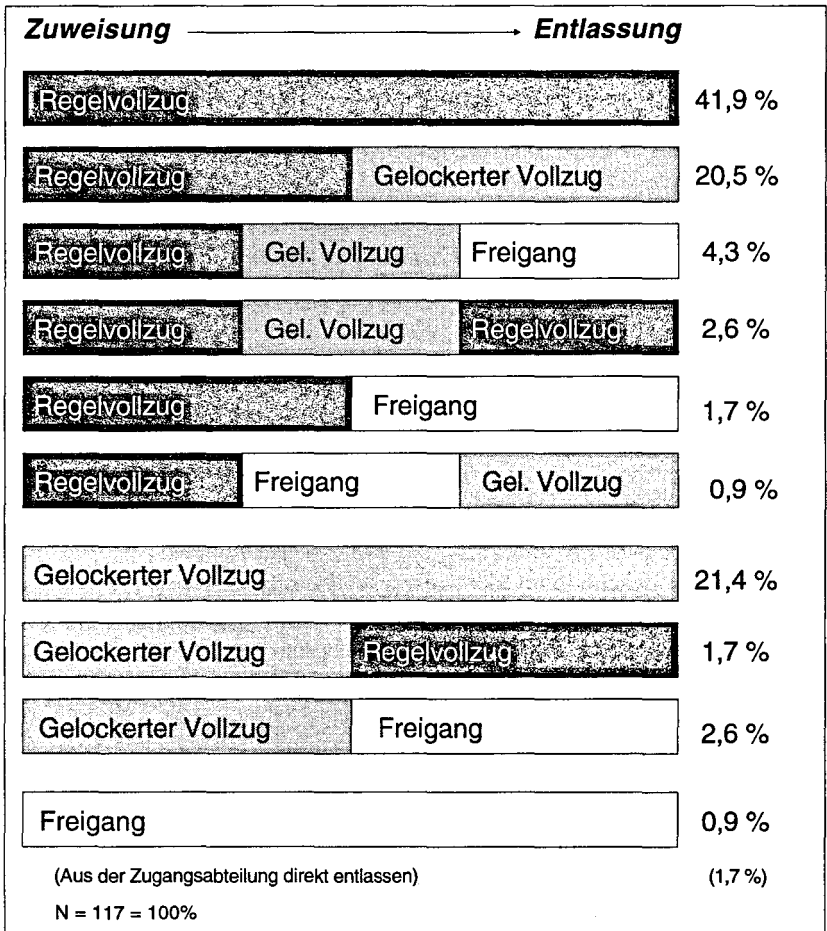 Zuweisung Entlassung
Regelvollzug 41,9 %
Regelvollzug Gelockerter Vollzug 20,5 %
Regelvollzug Gel. Vollzug Freigang 4,3 %
Regelvollzug Gel. Vollzug Regelvollzug 2,6 %
Regelvollzug Freigang 1,7 %
Regelvollzug Freigang Gel. Vollzug 0,9 %
Gelockerter Vollzug 21,4 %
Gelockerter Vollzug Regelvollzug 1,7 %
Gelockerter Vollzug Freigang 2,6 %
Freigang 0,9 %
(Aus der Zugangsabteilung direkt entlassen) (1,7 %)
N = 117 = 100%